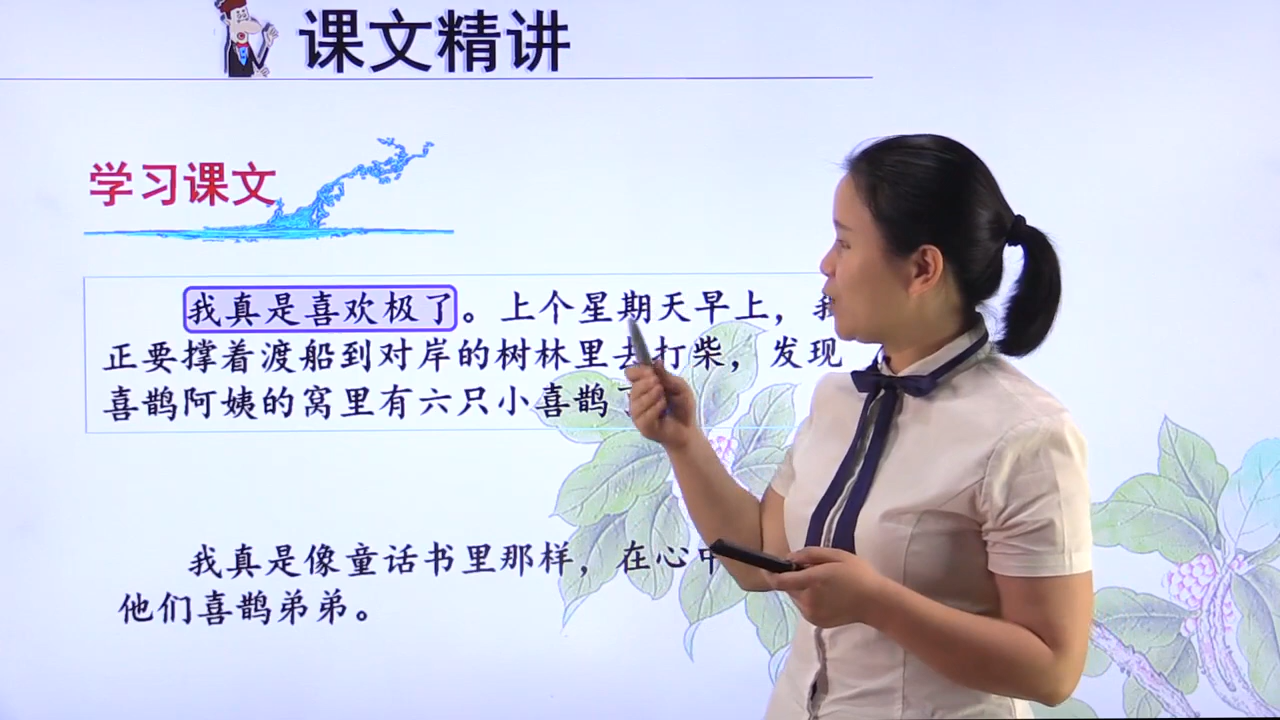 课文精讲
学习课文
我真是喜欢极了。上个星期天早上，我
正要撑着渡船到对岸的树林里去打柴，发现
喜鹊阿姨的窝里有六只小喜鹊了
我真是像童话书里那样，在心中
他们喜鹊弟弟。